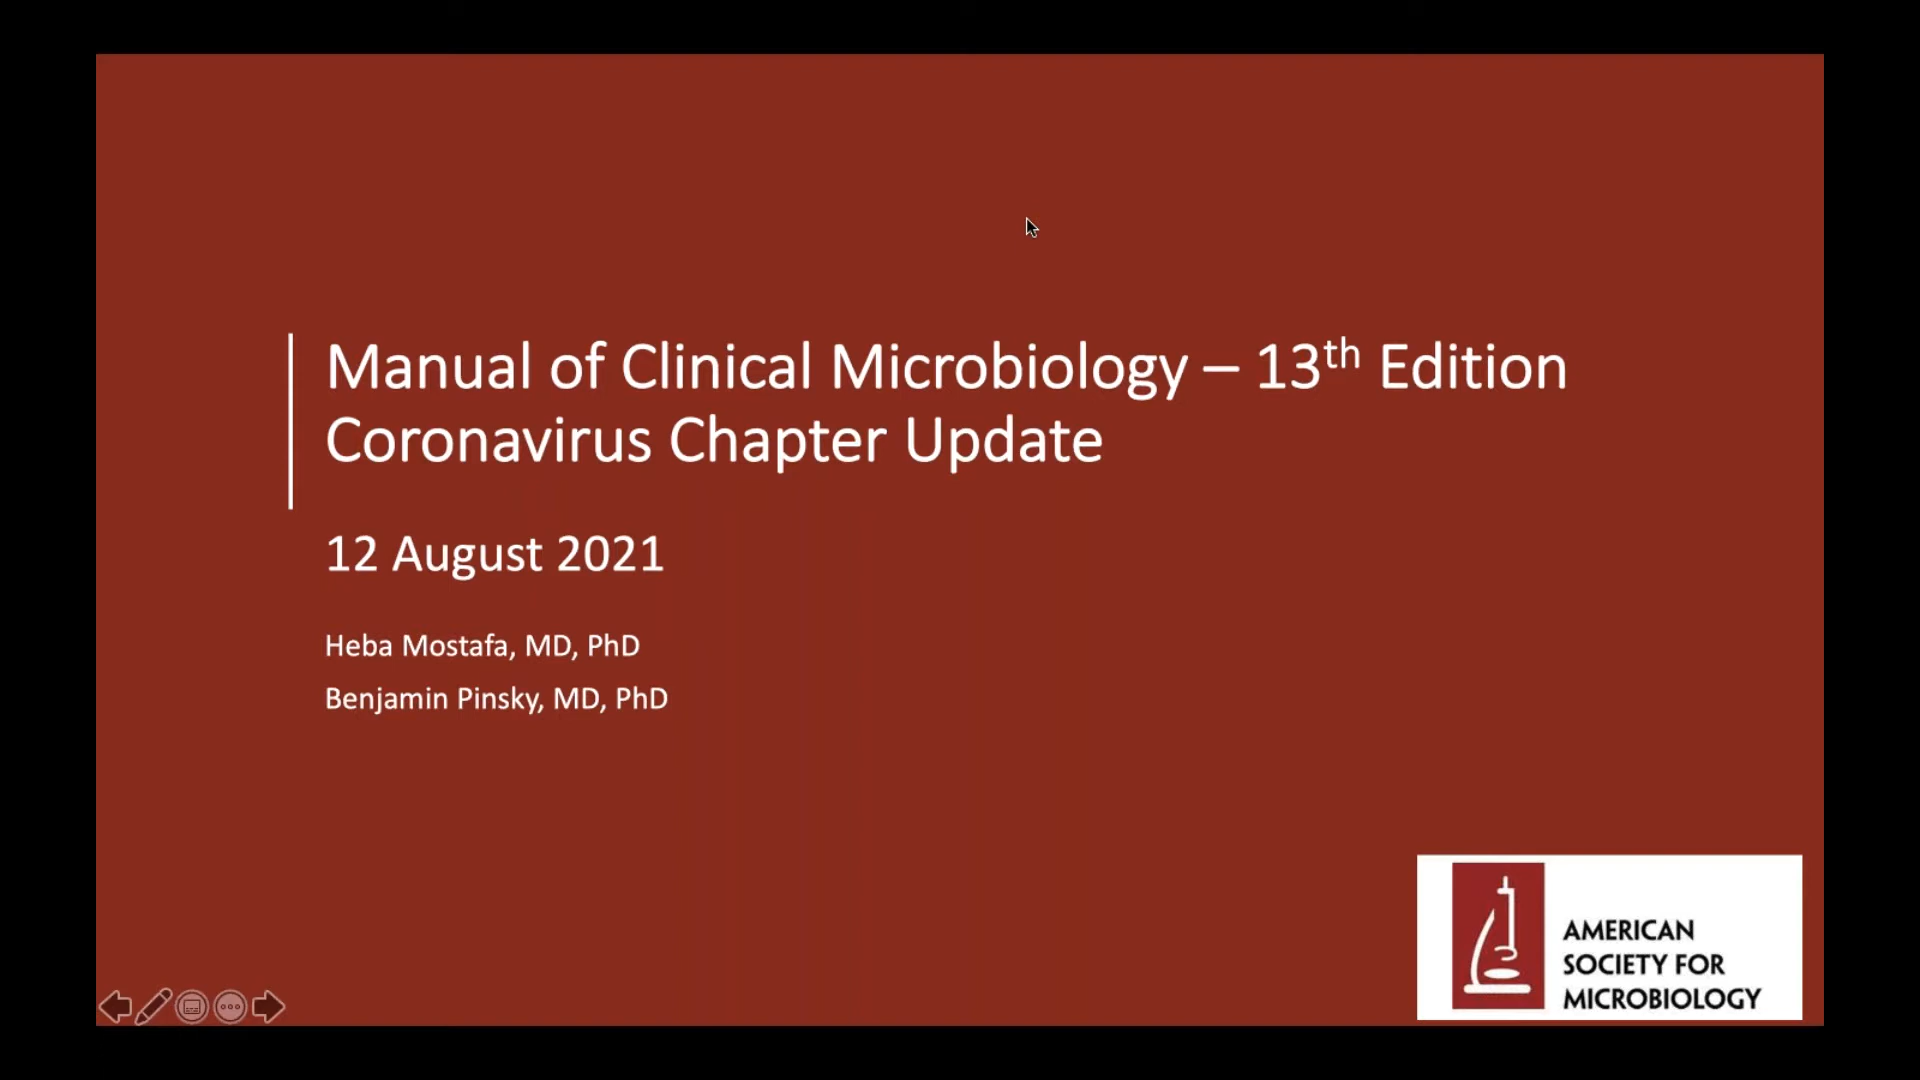 Manual of Clinical Microbiology – 13th Edition
Coronavirus Chapter Update
12 August 2021
Heba Mostafa, MD, PhD
Benjamin Pinsky, MD, PhD
AMERICAN
SOCIETY FOR
MICROBIOLOGY